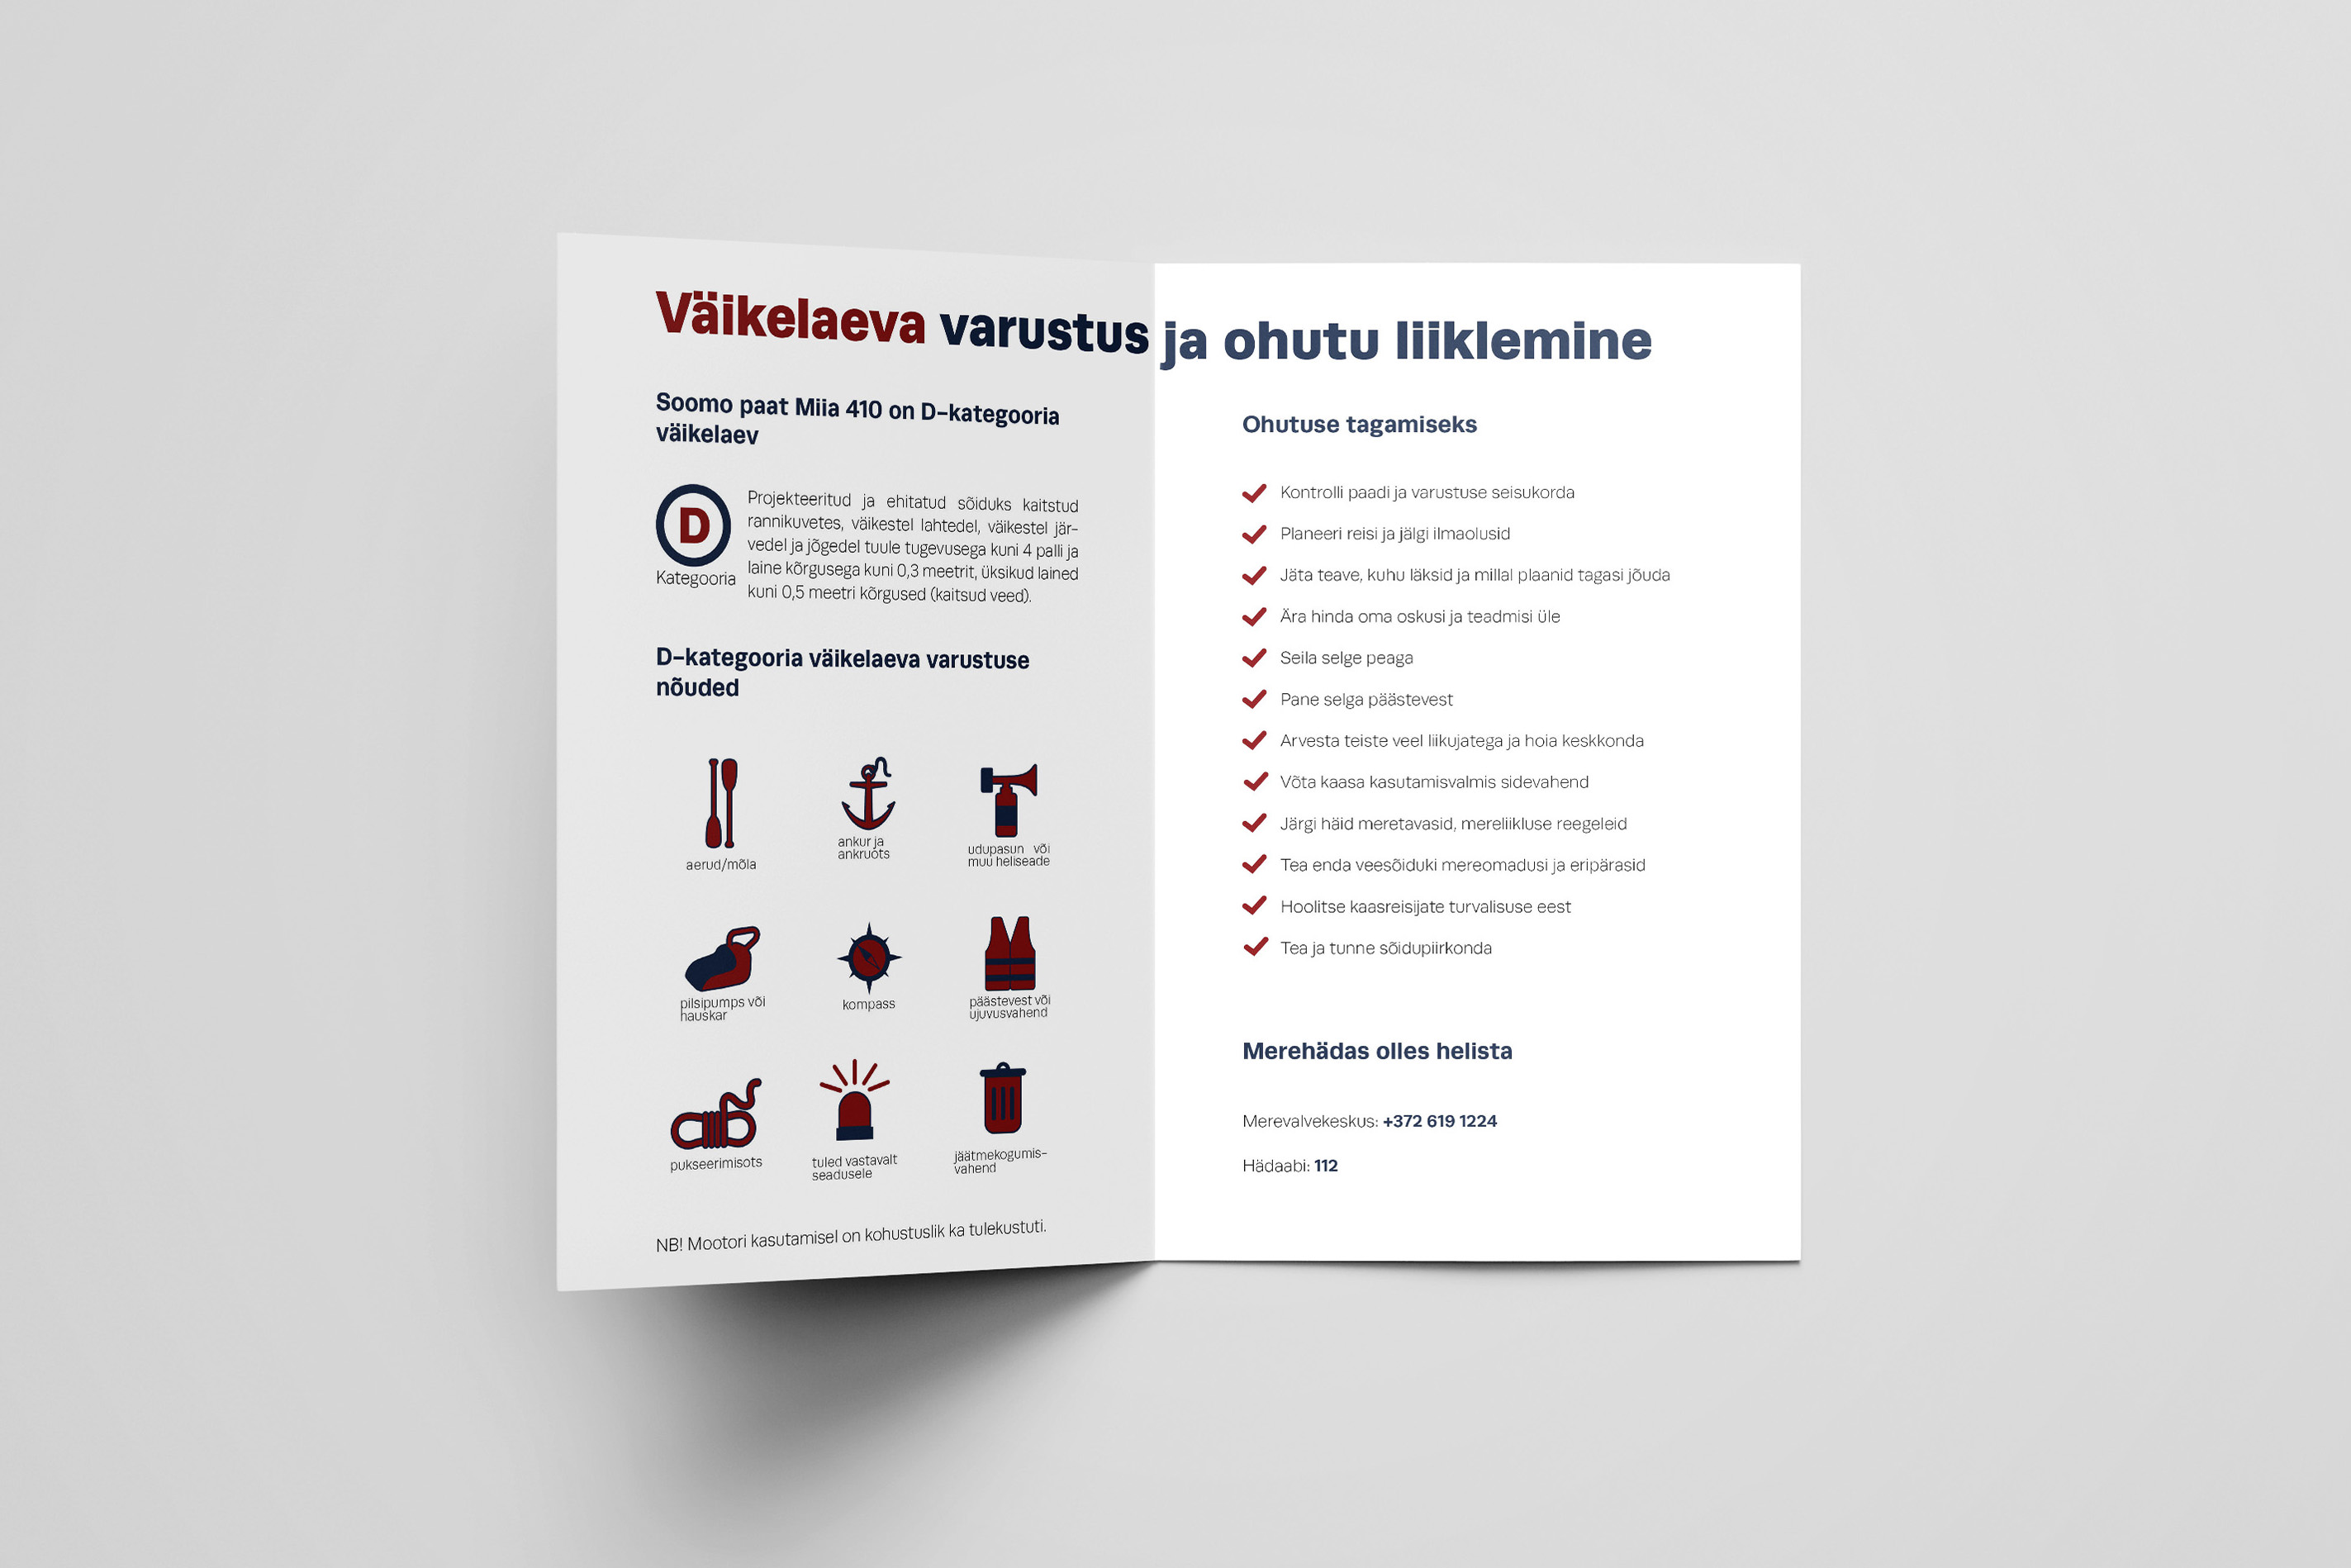 Väikelaeva varustus ja ohutu liiklemine
Soomo paat Miia 410 on D-kategooria
väikelaev
D
Kategooria
Projekteeritud ja ehitatud sõiduks kaitstud
rannikuvetes, väikestel lahtedel, väikestel jär-
vedel ja jõgedel tuule tugevusega kuni 4 palli ja
laine kõrgusega kuni 0,3 meetrit, üksikud lained
kuni 0,5 meetri kõrgused (kaitsud veed).
D-kategooria väikelaeva varustuse
nõuded
aerud/mõla
ankur ja
ankruots
udupasun või
muu heliseade
pilsipumps või
hauskar
kompass
päästevest või
ujuvusvahend
pukseerimisots
tuled vastavalt
seadusele
jäätmekogumis-
vahend
NB! Mootori kasutamisel on kohustuslik ka tulekustuti.
Ohutuse tagamiseks
Kontrolli paadi ja varustuse seisukorda
Planeeri reisi ja jälgi ilmaolusid
Jäta teave, kuhu läksid ja millal plaanid tagasi jõuda
Ära hinda oma oskusi ja teadmisi üle
Seila selge peaga
Pane selga päästevest
Arvesta teiste veel liikujatega ja hoia keskkonda
Võta kaasa kasutamisvalmis sidevahend
Järgi häid meretavasid, mereliikluse reegeleid
Tea enda veesõiduki mereomadusi ja eripärasid
Hoolitse kaasreisijate turvalisuse eest
Tea ja tunne sõidupiirkonda
Merehädas olles helista
Merevalvekeskus: +372 619 1224
Hädaabi: 112